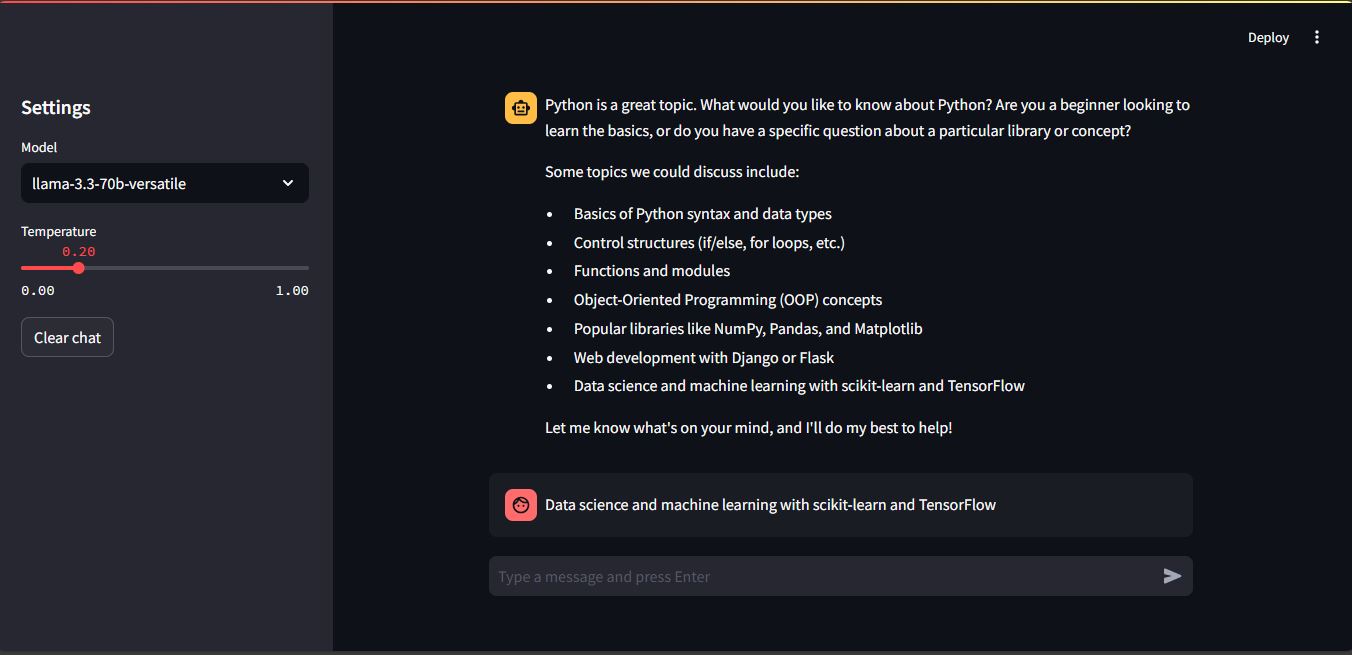 Deploy
Settings
Model
llama-3.3-70b-versatile
Temperature
0.20
0.00 1.00
Clear chat
Python is a great topic. What would you like to know about Python? Are you a beginner looking to
learn the basics, or do you have a specific question about a particular library or concept?
Some topics we could discuss include:
• Basics of Python syntax and data types
• Control structures (if/else, for loops, etc.)
• Functions and modules
• Object-Oriented Programming (OOP) concepts
• Popular libraries like NumPy, Pandas, and Matplotlib
• Web development with Django or Flask
• Data science and machine learning with scikit-learn and TensorFlow
Let me know what's on your mind, and I'll do my best to help!
Data science and machine learning with scikit-learn and TensorFlow
Type a message and press Enter